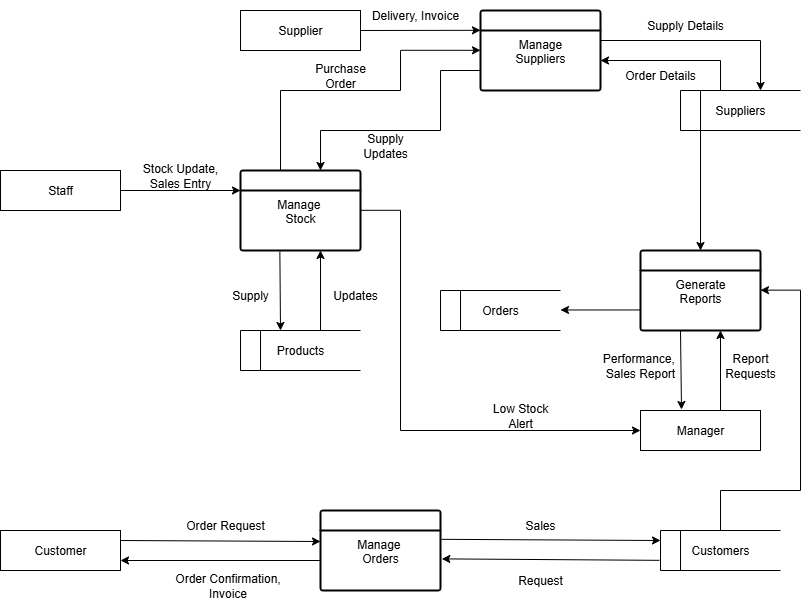 Supplier
Delivery, Invoice
Manage
Suppliers
Supply Details
Order Details
Suppliers
Purchase
Order
Supply
Updates
Staff
Stock Update,
Sales Entry
Manage
Stock
Supply
Updates
Products
Orders
Generate
Reports
Performance,
Sales Report
Report
Requests
Low Stock
Alert
Manager
Customer
Order Request
Order Confirmation,
Invoice
Manage
Orders
Sales
Request
Customers